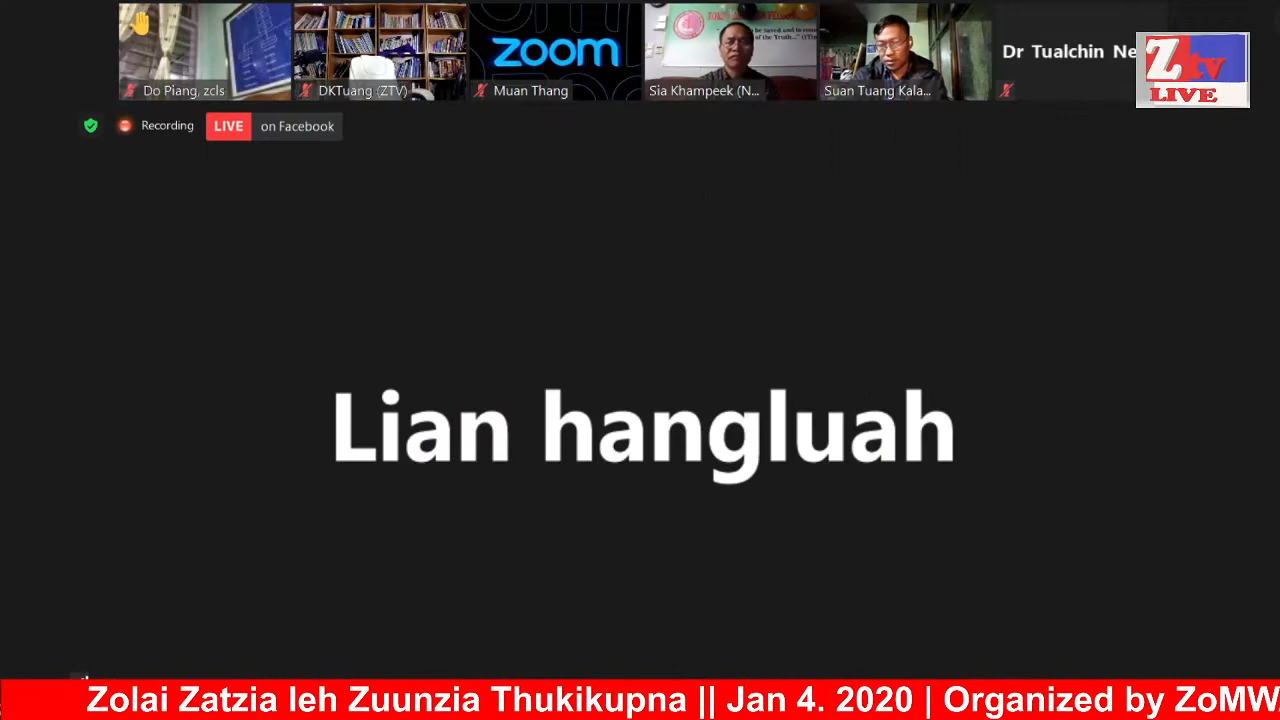 Do Piang, zcls
DKTuang (ZTV)
zoom
Muan Thang
Sia Khampeek (N...
Suan Tuang Kala...
Dr Tualchin Ne
Ztv
LIVE
Recording
LIVE on Facebook
Lian hangluah
Zolai Zatzia leh Zuunzia Thukikupna || Jan 4. 2020 | Organized by ZoMW